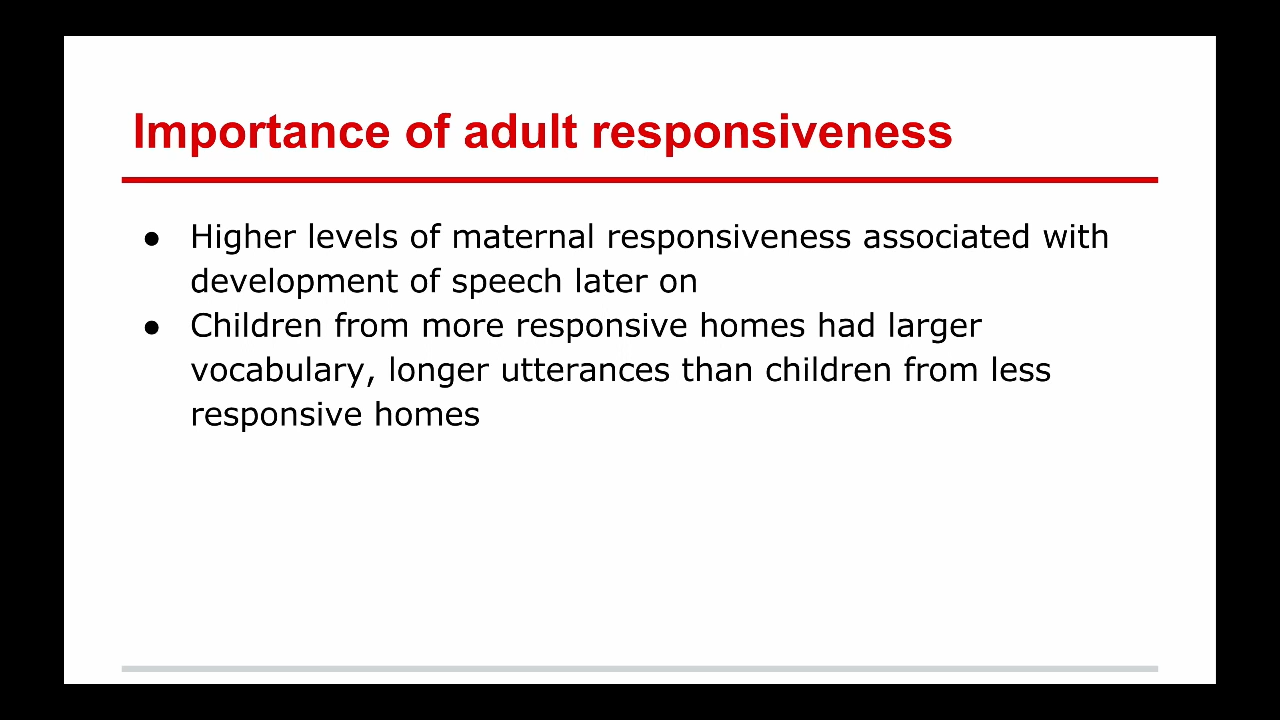 Importance of adult responsiveness
● Higher levels of maternal responsiveness associated with
development of speech later on
● Children from more responsive homes had larger
vocabulary, longer utterances than children from less
responsive homes